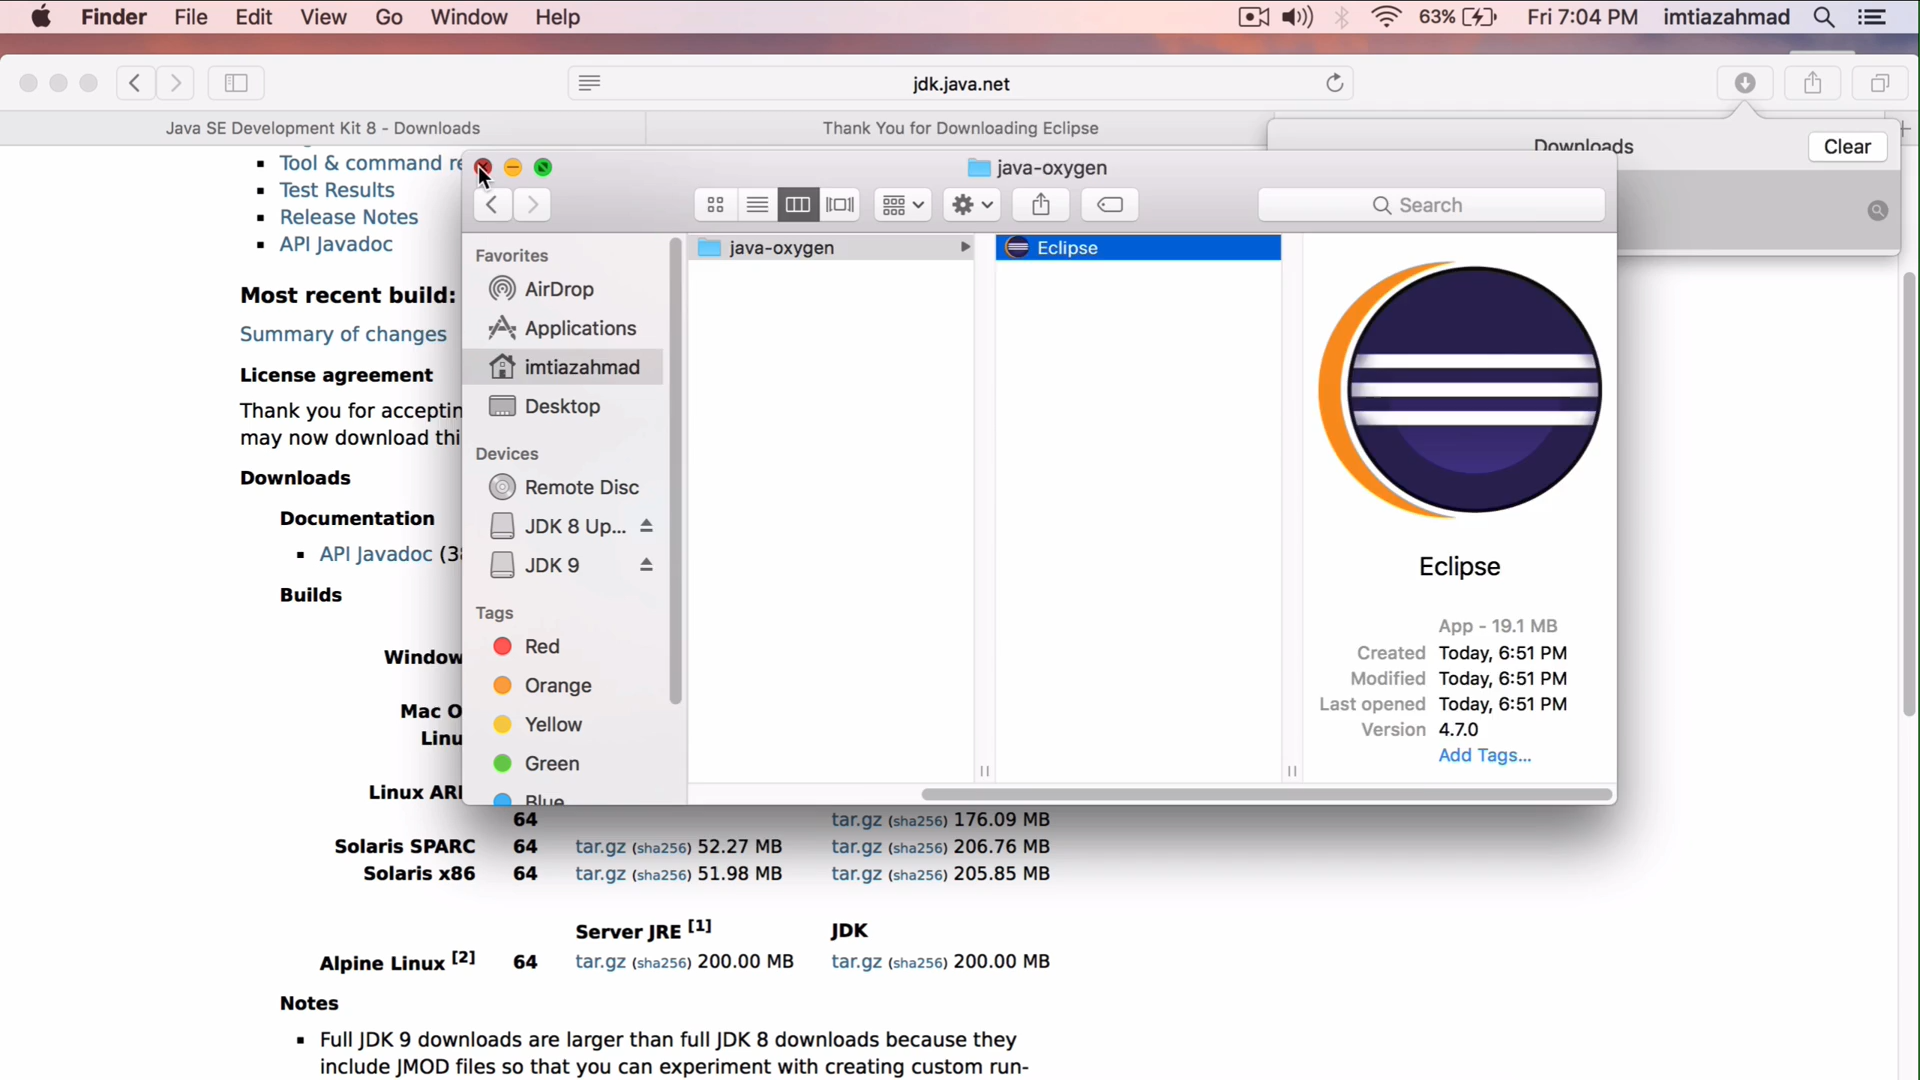 Finder File Edit View Go Window Help 63% Fri 7:04 PM imtiazahmad
jdk.java.net
Java SE Development Kit 8 - Downloads Thank You for Downloading Eclipse
Downloads Clear
Tool & command re
Test Results
Release Notes
API Javadoc
Most recent build:
Summary of changes
License agreement
Thank you for acceptin
may now download thi
Downloads
Documentation
API Javadoc (38
Builds
Window
Mac O
Linu
Linux ARM
java-oxygen
Search
Favorites
AirDrop
Applications
imtiazahmad
Desktop
Devices
Remote Disc
JDK 8 Up...
JDK 9
Tags
Red
Orange
Yellow
Green
Blue
java-oxygen
Eclipse
Eclipse
App - 19.1 MB
Created Today, 6:51 PM
Modified Today, 6:51 PM
Last opened Today, 6:51 PM
Version 4.7.0
Add Tags...
64 tar.gz (sha256) 176.09 MB
Solaris SPARC 64 tar.gz (sha256) 52.27 MB tar.gz (sha256) 206.76 MB
Solaris x86 64 tar.gz (sha256) 51.98 MB tar.gz (sha256) 205.85 MB
Server JRE [1] JDK
Alpine Linux [2] 64 tar.gz (sha256) 200.00 MB tar.gz (sha256) 200.00 MB
Notes
Full JDK 9 downloads are larger than full JDK 8 downloads because they
include JMOD files so that you can experiment with creating custom run-